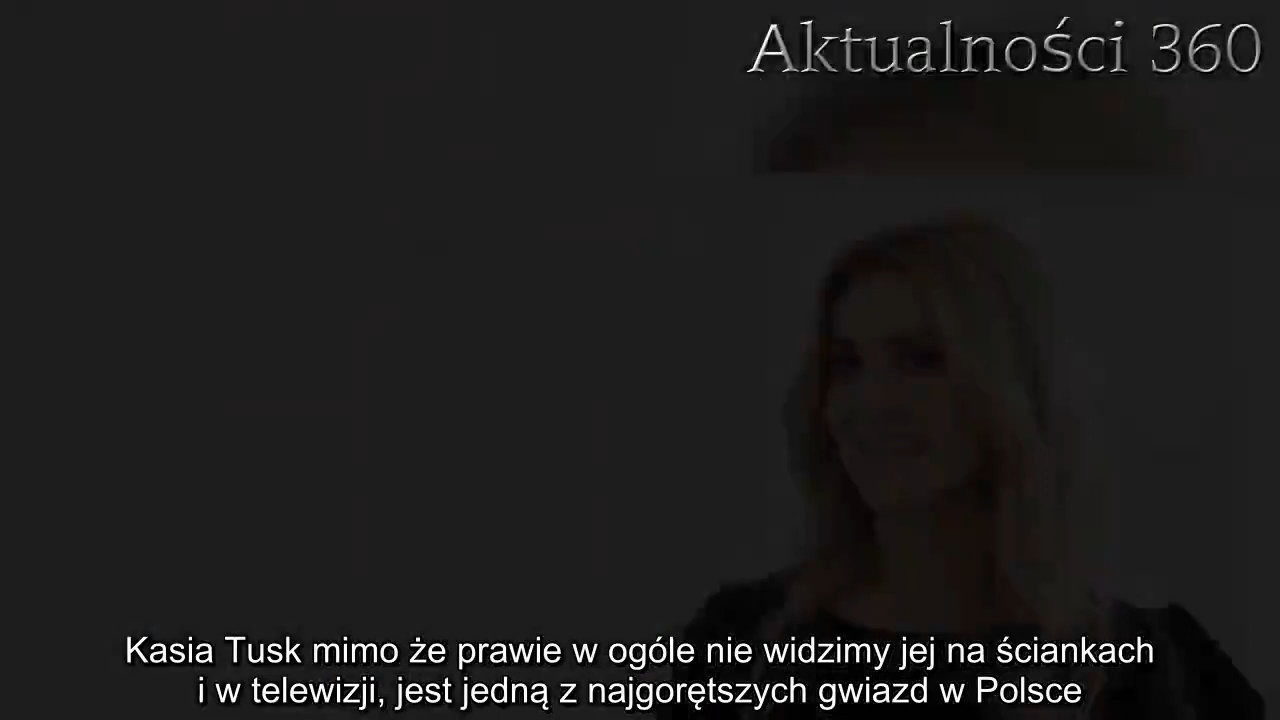 Aktualności 360
Kasia Tusk mimo że prawie w ogóle nie widzimy jej na ściankach
i w telewizji, jest jedną z najgorętszych gwiazd w Polsce